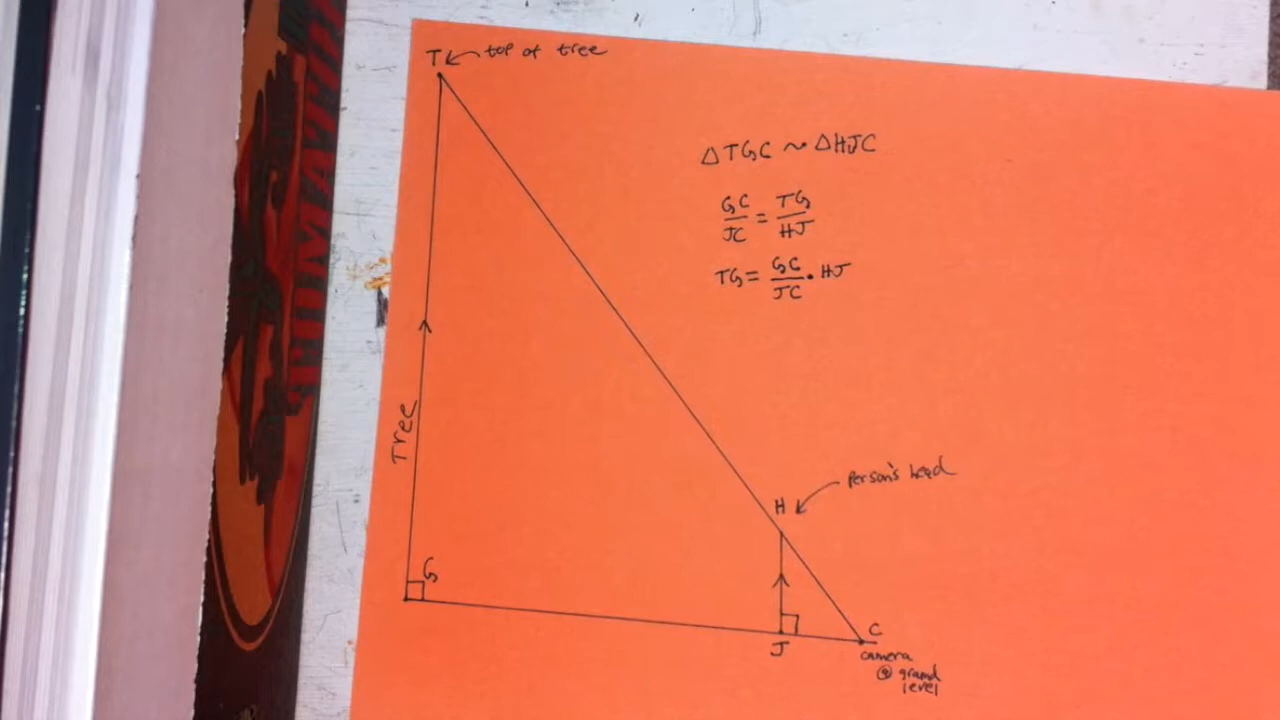 T top of tree
△TGC ~ △HJC
GC/JC = TG/HJ
TG = GC/JC • HJ
Tree
person's head
H
G
J
C
camera
@ ground
level